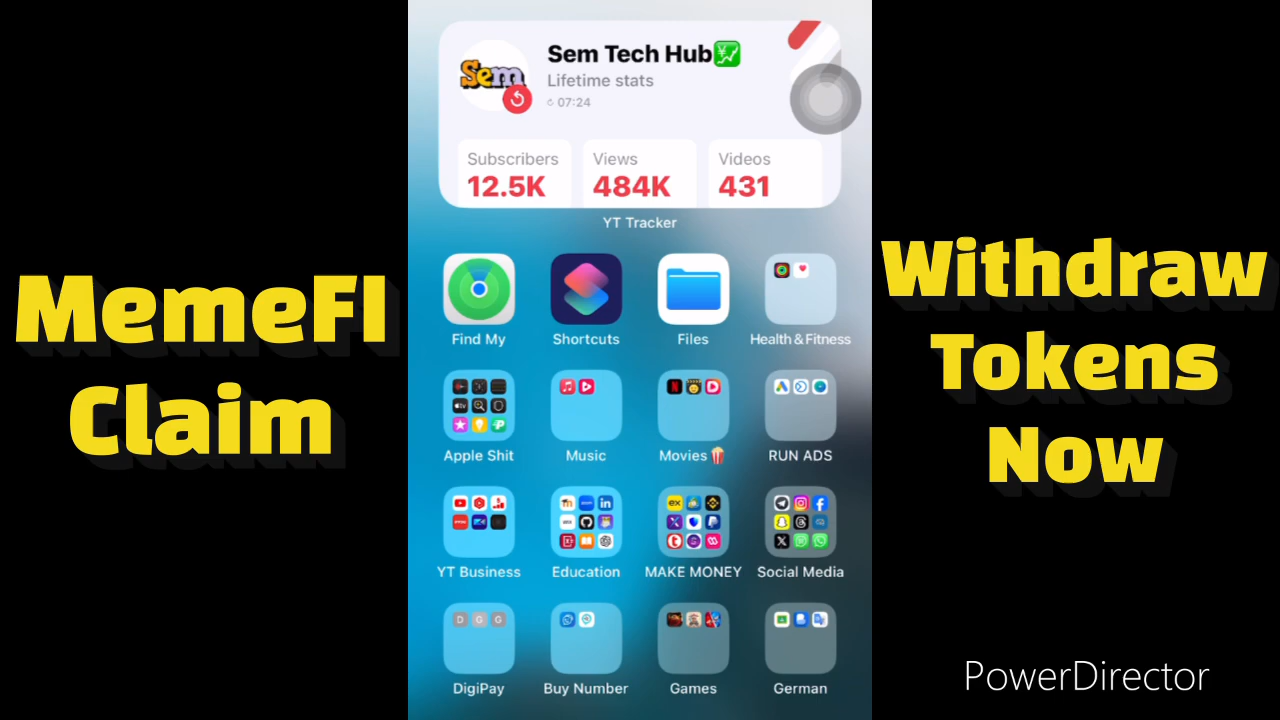 MemeFI
Claim
Sem
Sem Tech Hub
Lifetime stats
07:24
Subscribers
Views
Videos
12.5K
484K
431
YT Tracker
Find My
Shortcuts
Files
Health & Fitness
Apple Shit
Music
Movies
RUN ADS
YT Business
Education
MAKE MONEY
Social Media
D G G
DigiPay
Buy Number
Games
German
Withdraw
Tokens
Now
PowerDirector